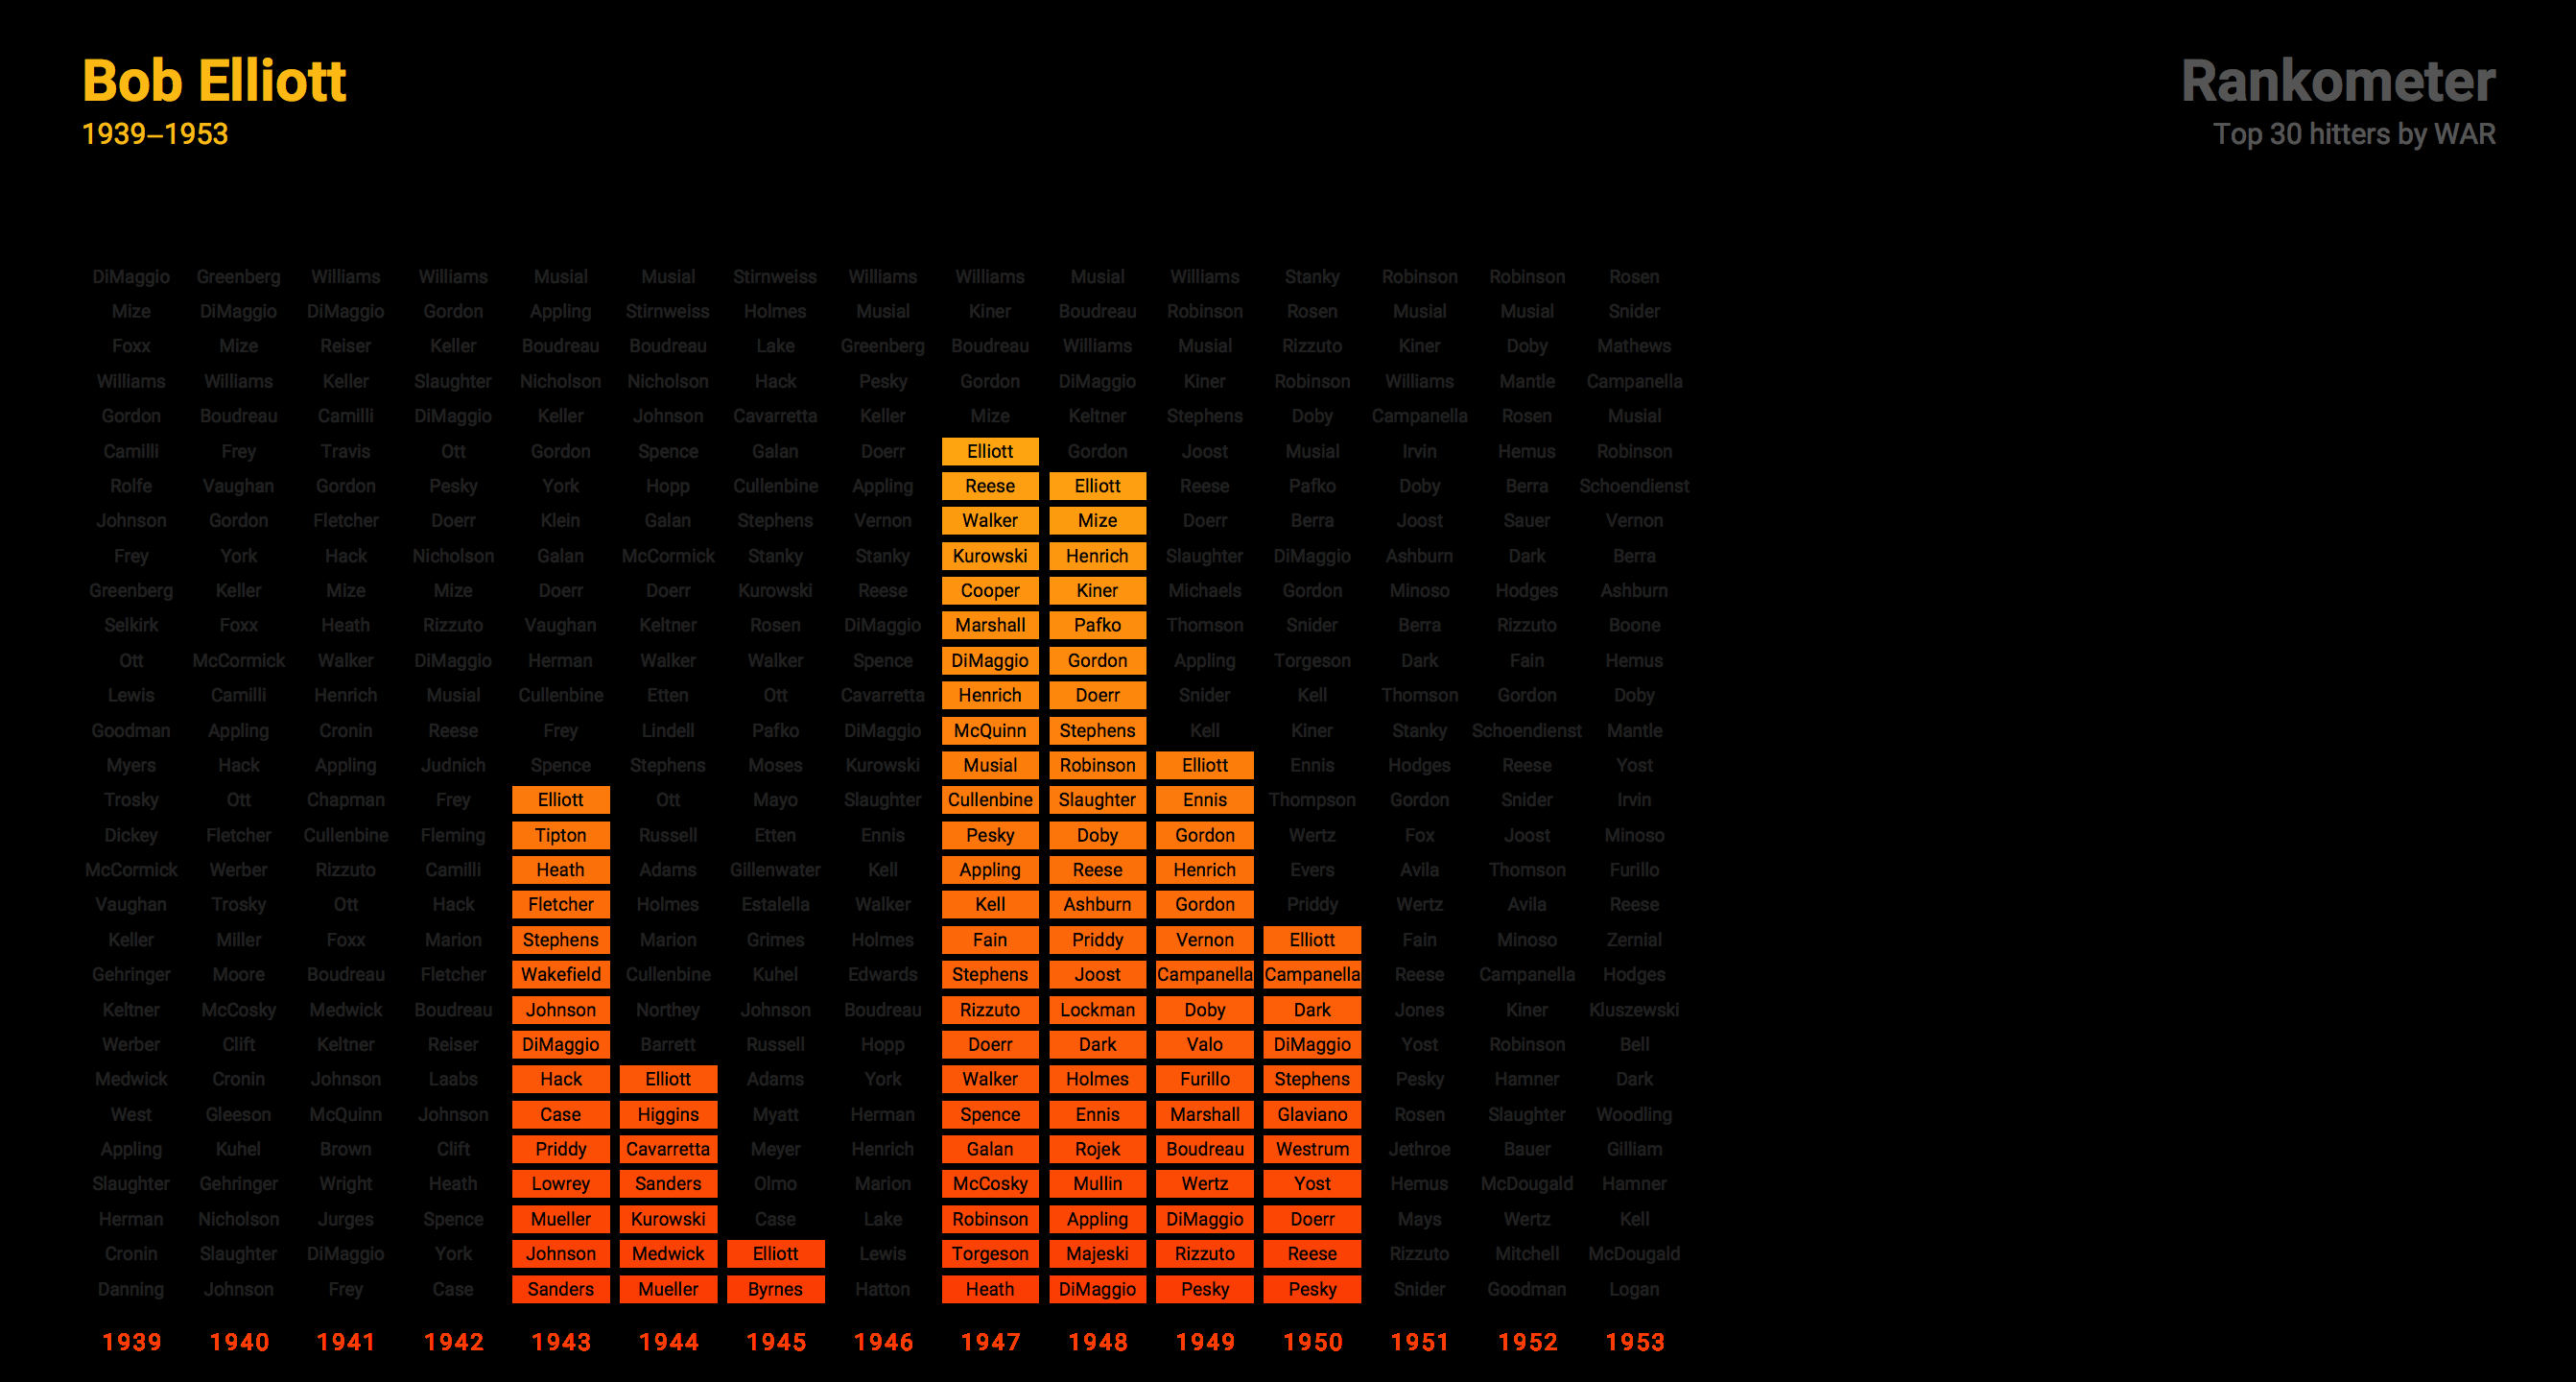 Bob Elliott Rankometer
1939–1953 Top 30 hitters by WAR
DiMaggio Greenberg Williams Williams Musial Musial Stirnweiss Williams Williams Musial Williams Stanky Robinson Robinson Rosen
Mize DiMaggio DiMaggio Gordon Appling Stirnweiss Holmes Musial Kiner Boudreau Robinson Rosen Musial Musial Snider
Foxx Mize Reiser Keller Boudreau Boudreau Lake Greenberg Boudreau Williams Musial Rizzuto Kiner Doby Mathews
Williams Williams Keller Slaughter Nicholson Nicholson Hack Pesky Gordon DiMaggio Kiner Robinson Williams Mantle Campanella
Gordon Boudreau Camilli DiMaggio Keller Johnson Cavarretta Keller Mize Keltner Stephens Doby Campanella Rosen Musial
Camilli Frey Travis Ott Gordon Spence Galan Doerr Elliott Gordon Joost Musial Irvin Hemus Robinson
Rolfe Vaughan Gordon Pesky York Hopp Cullenbine Appling Reese Elliott Reese Pafko Doby Berra Schoendienst
Johnson Gordon Fletcher Doerr Klein Galan Stephens Vernon Walker Mize Doerr Berra Joost Sauer Vernon
Frey York Hack Nicholson Galan McCormick Stanky Stanky Kurowski Henrich Slaughter DiMaggio Ashburn Dark Berra
Greenberg Keller Mize Mize Doerr Doerr Kurowski Reese Cooper Kiner Michaels Gordon Minoso Hodges Ashburn
Selkirk Foxx Heath Rizzuto Vaughan Keltner Rosen DiMaggio Marshall Pafko Thomson Snider Berra Rizzuto Boone
Ott McCormick Walker DiMaggio Herman Walker Walker Spence DiMaggio Gordon Appling Torgeson Dark Fain Hemus
Lewis Camilli Henrich Musial Cullenbine Etten Ott Cavarretta Henrich Doerr Snider Kell Thomson Gordon Doby
Goodman Appling Cronin Reese Frey Lindell Pafko DiMaggio McQuinn Stephens Kell Kiner Stanky Schoendienst Mantle
Myers Hack Appling Judnich Spence Stephens Moses Kurowski Musial Robinson Elliott Ennis Hodges Reese Yost
Trosky Ott Chapman Frey Elliott Ott Mayo Slaughter Cullenbine Slaughter Ennis Thompson Gordon Snider Irvin
Dickey Fletcher Cullenbine Fleming Tipton Russell Etten Ennis Pesky Doby Gordon Wertz Fox Joost Minoso
McCormick Werber Rizzuto Camilli Heath Adams Gillenwater Kell Appling Reese Henrich Evers Avila Thomson Furillo
Vaughan Trosky Ott Hack Fletcher Holmes Estalella Walker Kell Ashburn Gordon Priddy Wertz Avila Reese
Keller Miller Foxx Marion Stephens Marion Grimes Holmes Fain Priddy Vernon Elliott Fain Minoso Zernial
Gehringer Moore Boudreau Fletcher Wakefield Cullenbine Kuhel Edwards Stephens Joost Campanella Campanella Reese Campanella Hodges
Keltner McCosky Medwick Boudreau Johnson Northey Johnson Boudreau Rizzuto Lockman Doby Dark Jones Kiner Kluszewski
Werber Clift Keltner Reiser DiMaggio Barrett Russell Hopp Doerr Dark Valo DiMaggio Yost Robinson Bell
Medwick Cronin Johnson Laabs Hack Elliott Adams York Walker Holmes Furillo Stephens Pesky Hamner Dark
West Gleeson McQuinn Johnson Case Higgins Myatt Herman Spence Ennis Marshall Glaviano Rosen Slaughter Woodling
Appling Kuhel Brown Clift Priddy Cavarretta Meyer Henrich Galan Rojek Boudreau Westrum Jethroe Bauer Gilliam
Slaughter Gehringer Wright Heath Lowrey Sanders Olmo Marion McCosky Mullin Wertz Yost Hemus McDougald Hamner
Herman Nicholson Jurges Spence Mueller Kurowski Case Lake Robinson Appling DiMaggio Doerr Mays Wertz Kell
Cronin Slaughter DiMaggio York Johnson Medwick Elliott Lewis Torgeson Majeski Rizzuto Reese Rizzuto Mitchell McDougald
Danning Johnson Frey Case Sanders Mueller Byrnes Hatton Heath DiMaggio Pesky Pesky Snider Goodman Logan
1939 1940 1941 1942 1943 1944 1945 1946 1947 1948 1949 1950 1951 1952 1953